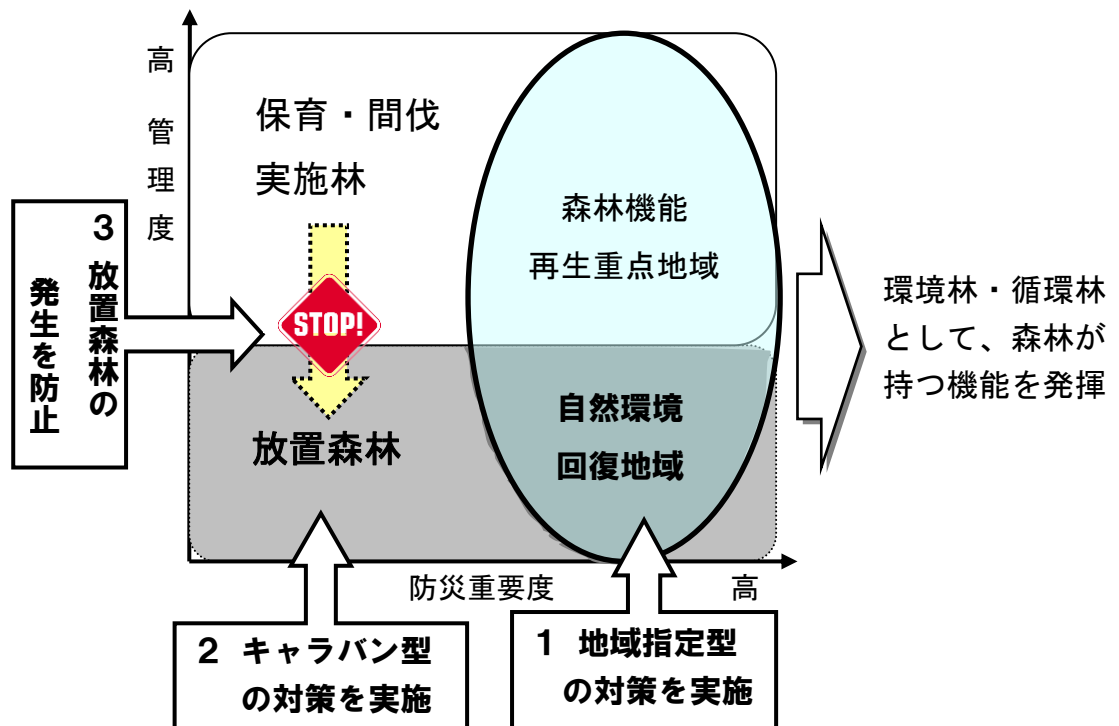 高 管理度
保育・間伐
実施林
森林機能
再生重点地域
3 放置森林の
発生を防止
STOP!
環境林・循環林
として、森林が
持つ機能を発揮
放置森林
自然環境
回復地域
防災重要度 高
2 キャラバン型
の対策を実施
1 地域指定型
の対策を実施